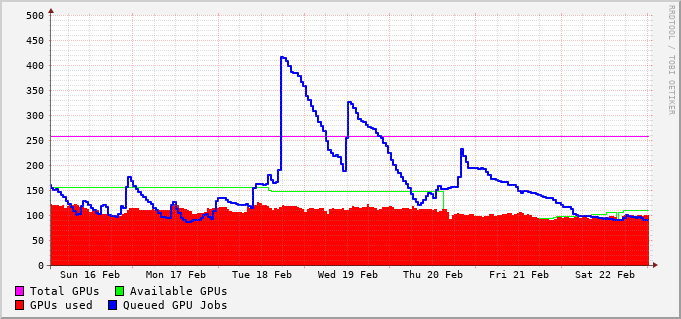 500
450
400
350
300
250
200
150
100
50
0
Sun 16 Feb Mon 17 Feb Tue 18 Feb Wed 19 Feb Thu 20 Feb Fri 21 Feb Sat 22 Feb
Total GPUs Available GPUs
GPUs used Queued GPU Jobs
RRDTOOL / TOBI OETIKER